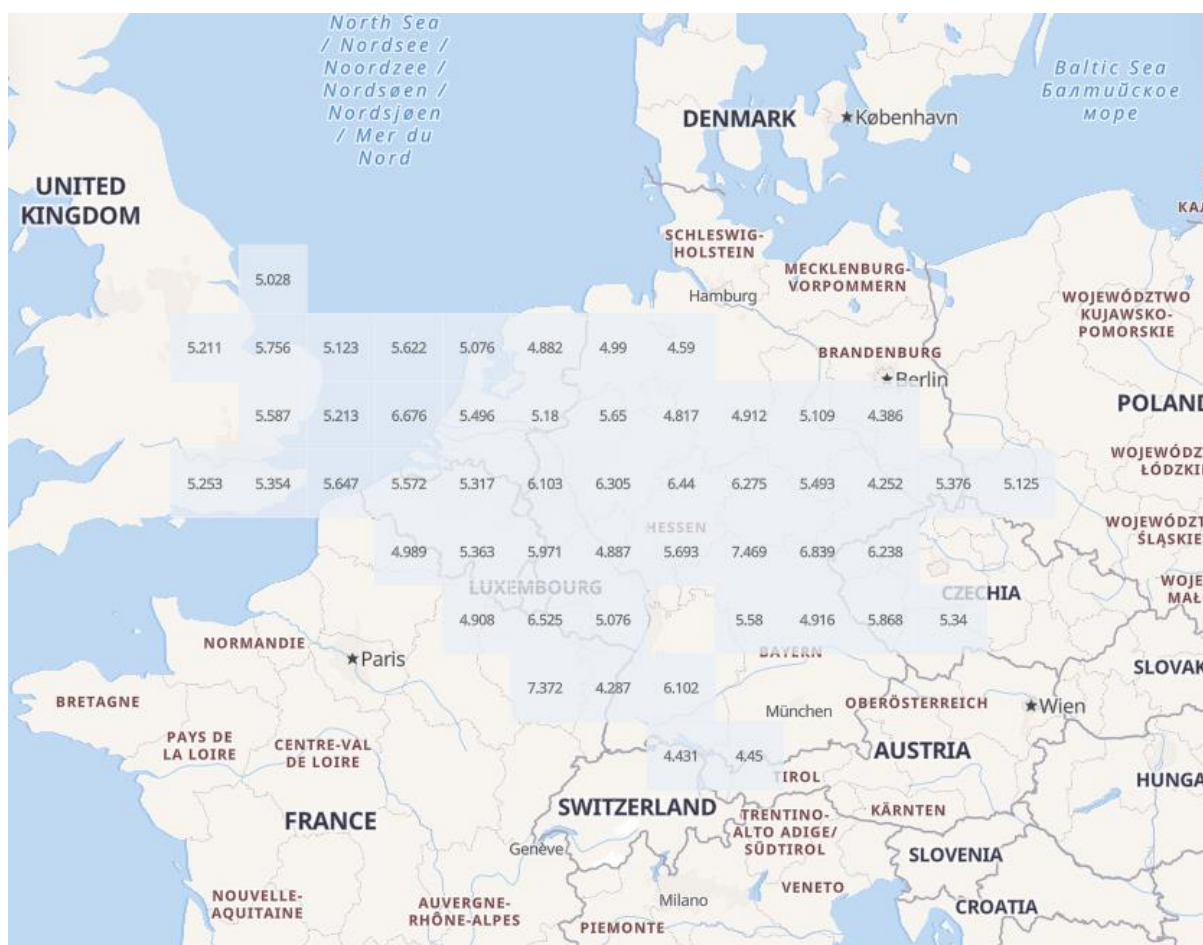 North Sea
/ Nordsee /
Noordzee /
Nordsøen /
Nordsjøen
/ Mer du
Nord
Baltic Sea
Балтийское
море
DENMARK
★København
UNITED
KINGDOM
КА
SCHLESWIG-
HOLSTEIN
MECKLENBURG-
VORPOMMERN
Hamburg
WOJEWÓDZTWO
KUJAWSKO-
POMORSKIE
5.028
5.211 5.756 5.123 5.622 5.076 4.882 4.99 4.59
BRANDENBURG
★Berlin
POLAND
5.587 5.213 6.676 5.496 5.18 5.65 4.817 4.912 5.109 4.386
WOJEWÓDZ
ŁÓDZKI
5.253 5.354 5.647 5.572 5.317 6.103 6.305 6.44 6.275 5.493 4.252 5.376 5.125
HESSEN
WOJEWÓDZT
ŚLĄSKIE
4.989 5.363 5.971 4.887 5.693 7.469 6.839 6.238
LUXEMBOURG
CZECHIA
WOJE
MAŁ
4.908 6.525 5.076 5.58 4.916 5.868 5.34
NORMANDIE
★Paris
BAYERN
SLOVAK
7.372 4.287 6.102
BRETAGNE
München
OBERÖSTERREICH
★Wien
PAYS DE
LA LOIRE
CENTRE-VAL
DE LOIRE
4.431 4.45
TIROL
AUSTRIA
HUNGA
FRANCE
SWITZERLAND
TRENTINO-
ALTO ADIGE/
SÜDTIROL
KÄRNTEN
Genève
SLOVENIA
NOUVELLE-
AQUITAINE
AUVERGNE-
RHÔNE-ALPES
Milano
VENETO
CROATIA
PIEMONTE